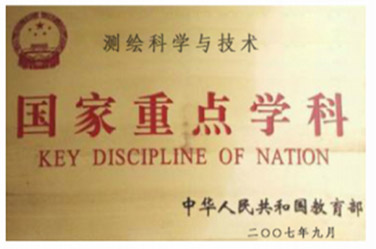 测绘科学与技术
国家重点学科
KEY DISCIPLINE OF NATION
中华人民共和国教育部
二〇〇七年九月